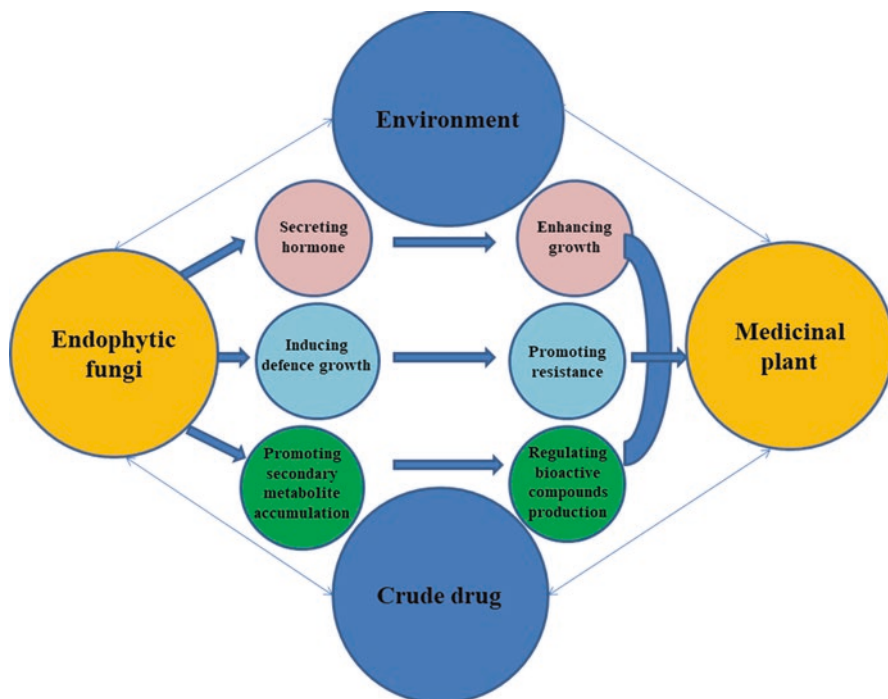 Environment
Secreting
hormone
Enhancing
growth
Endophytic
fungi
Inducing
defence growth
Promoting
resistance
Medicinal
plant
Promoting
secondary
metabolite
accumulation
Regulating
bioactive
compounds
production
Crude drug